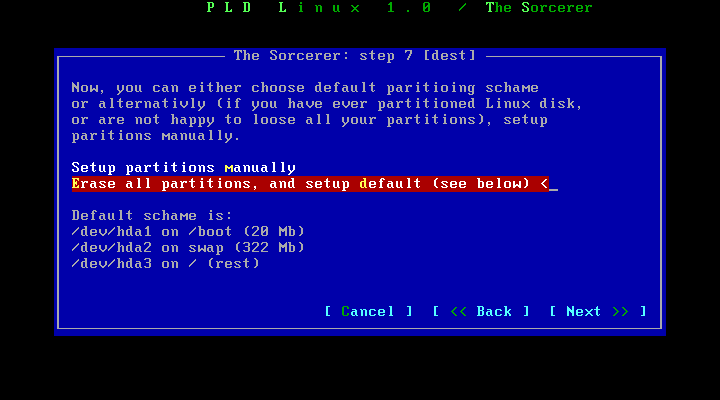 P L D  L i n u x  1 . 0  /  The Sorcerer
The Sorcerer: step 7 [dest]
Now, you can either choose default paritioing schame
or alternativly (if you have ever partitioned Linux disk,
or are not happy to loose all your partitions), setup
paritions manually.
Setup partitions manually
Erase all partitions, and setup default (see below) <_
Default schame is:
/dev/hda1 on /boot (20 Mb)
/dev/hda2 on swap (322 Mb)
/dev/hda3 on / (rest)
[ Cancel ]  [ << Back ]  [ Next >> ]